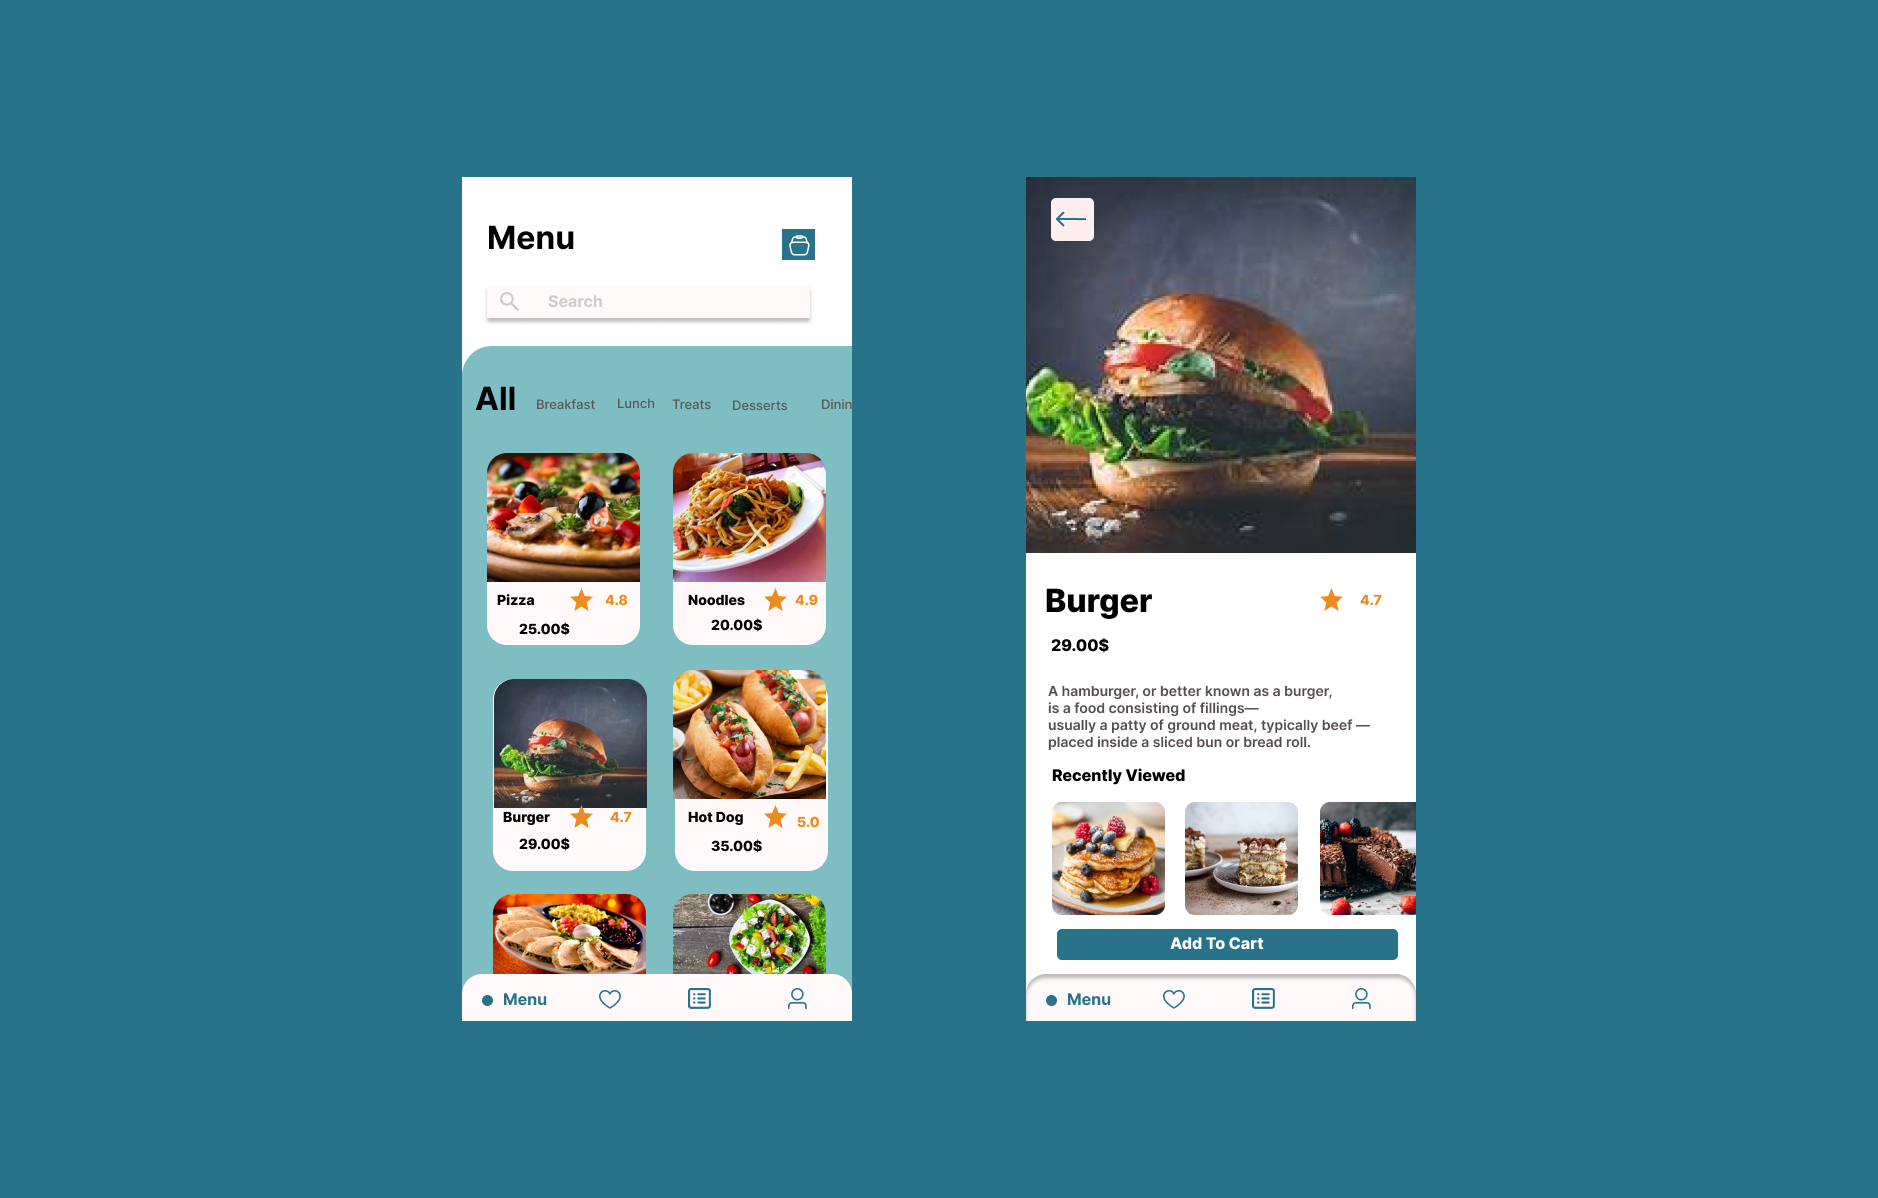 Menu
Search
All Breakfast Lunch Treats Desserts Dinin
Pizza 4.8
25.00$
Noodles 4.9
20.00$
Burger 4.7
29.00$
Hot Dog 5.0
35.00$
Menu
Burger 4.7
29.00$
A hamburger, or better known as a burger,
is a food consisting of fillings—
usually a patty of ground meat, typically beef —
placed inside a sliced bun or bread roll.
Recently Viewed
Add To Cart
Menu